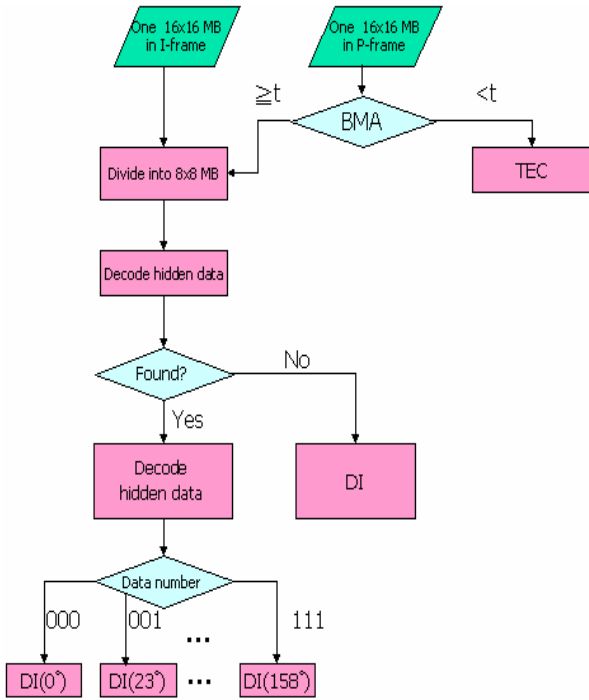 One 16x16 MB
in I-frame
One 16x16 MB
in P-frame
≧t
<t
BMA
Divide into 8x8 MB
TEC
Decode hidden data
Found?
No
Yes
Decode
hidden data
DI
Data number
000
001
...
111
DI(0°)
DI(23°)
...
DI(158°)